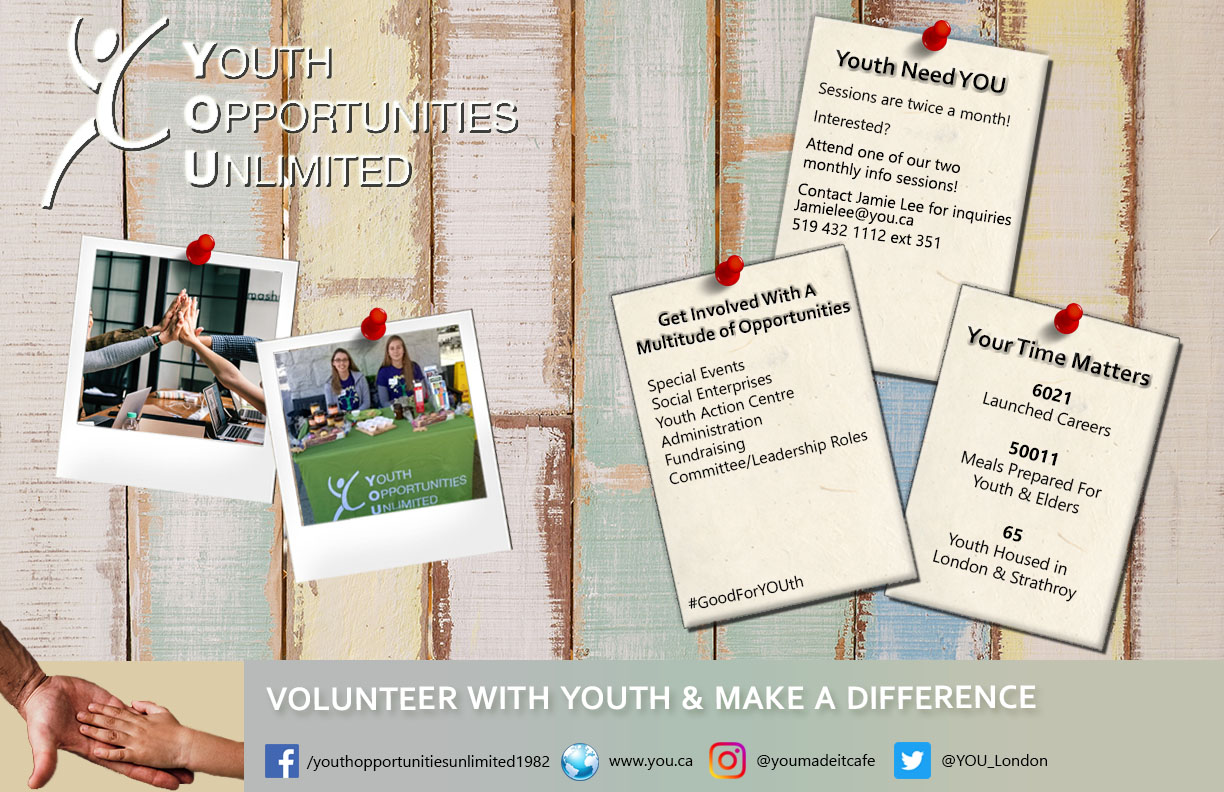 YOUTH
OPPORTUNITIES
UNLIMITED
Youth Need YOU
Sessions are twice a month!
Interested?
Attend one of our two
monthly info sessions!
Contact Jamie Lee for inquiries
Jamielee@you.ca
519 432 1112 ext 351
mash
YOUTH
OPPORTUNITIES
UNLIMITED
Get Involved With A
Multitude of Opportunities
Special Events
Social Enterprises
Youth Action Centre
Administration
Fundraising
Committee/Leadership Roles
#GoodForYOUth
Your Time Matters
6021
Launched Careers
50011
Meals Prepared For
Youth & Elders
65
Youth Housed in
London & Strathroy
VOLUNTEER WITH YOUTH & MAKE A DIFFERENCE
/youthopportunitiesunlimited1982 www.you.ca @youmadeitcafe @YOU_London